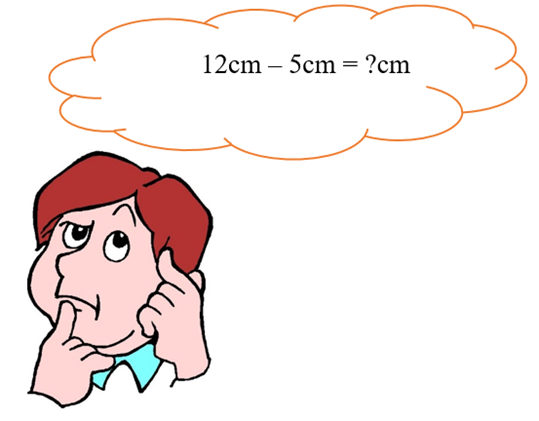 12cm – 5cm = ?cm